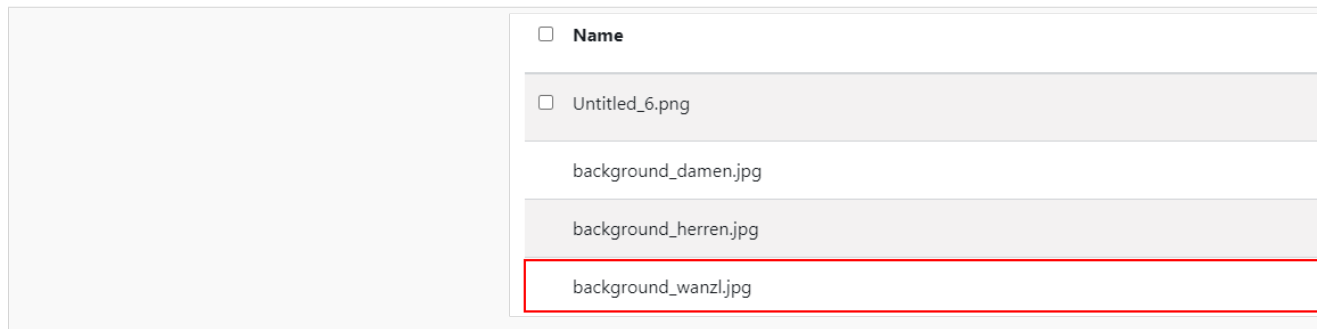 Name
Untitled_6.png
background_damen.jpg
background_herren.jpg
background_wanzl.jpg